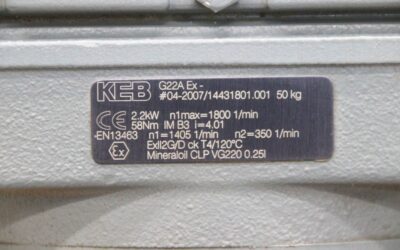 KEB G22A Ex -
#04-2007/14431801.001 50 kg
CE 2.2kW n1max=1800 1/min
58Nm IM B3 i=4.01
-EN13463 n1=1405 1/min n2=350 1/min
Ex ExII2G/D ck T4/120°C
Mineraloil CLP VG220 0.25l